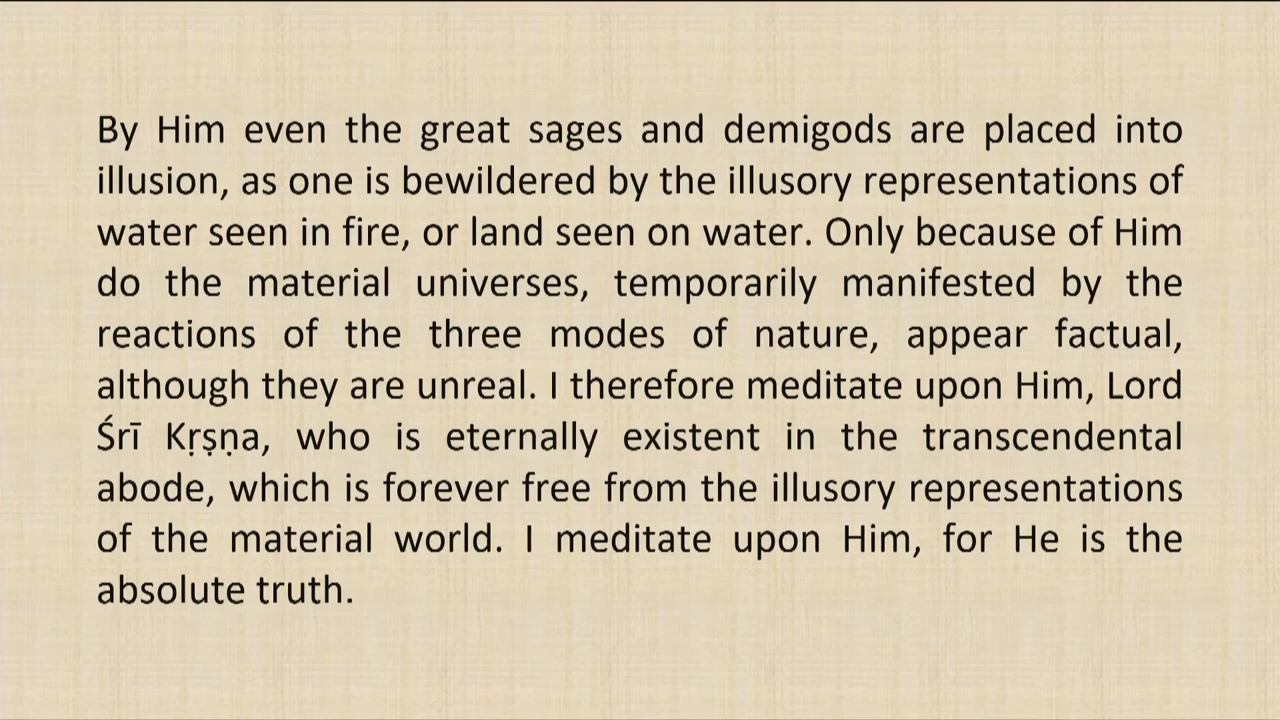 By Him even the great sages and demigods are placed into
illusion, as one is bewildered by the illusory representations of
water seen in fire, or land seen on water. Only because of Him
do the material universes, temporarily manifested by the
reactions of the three modes of nature, appear factual,
although they are unreal. I therefore meditate upon Him, Lord
Śrī Kṛṣṇa, who is eternally existent in the transcendental
abode, which is forever free from the illusory representations
of the material world. I meditate upon Him, for He is the
absolute truth.